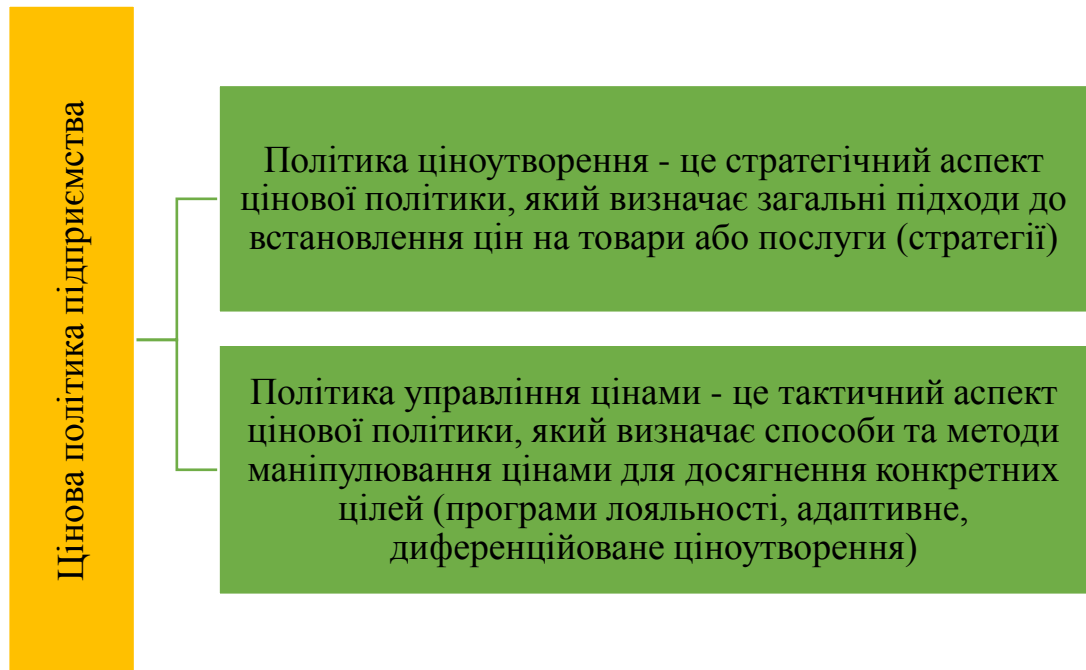 Цінова політика підприємства
Політика ціноутворення - це стратегічний аспект
цінової політики, який визначає загальні підходи до
встановлення цін на товари або послуги (стратегії)
Політика управління цінами - це тактичний аспект
цінової політики, який визначає способи та методи
маніпулювання цінами для досягнення конкретних
цілей (програми лояльності, адаптивне,
диференційоване ціноутворення)